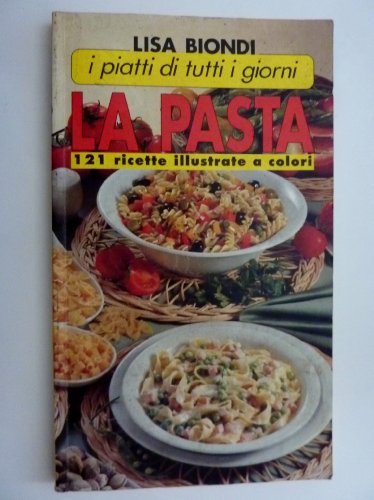 LISA BIONDI
i piatti di tutti i giorni
LA PASTA
121 ricette illustrate a colori